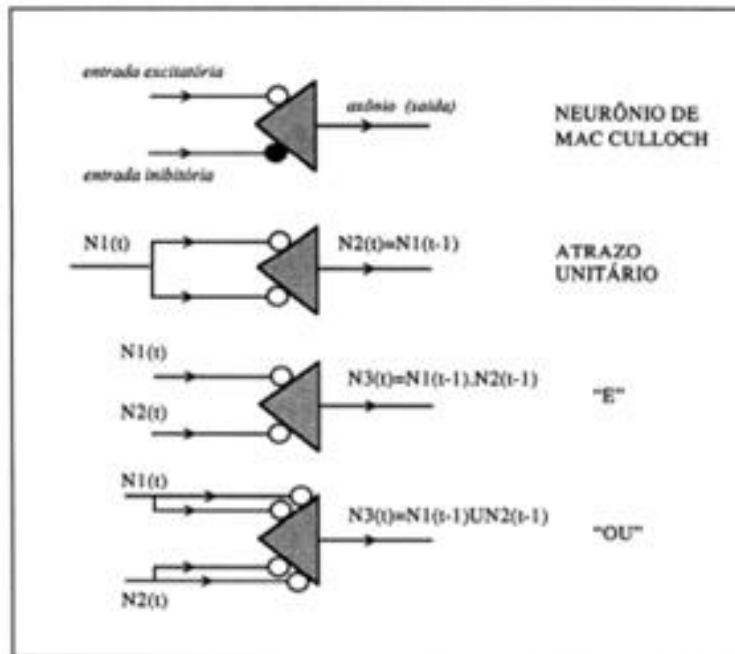 entrada excitatória
axônio (saída)
NEURÔNIO DE
MAC CULLOCH
entrada inibitória
N1(t)
N2(t)=N1(t-1)
ATRAZO
UNITÁRIO
N1(t)
N2(t)
N3(t)=N1(t-1).N2(t-1)
"E"
N1(t)
N2(t)
N3(t)=N1(t-1)UN2(t-1)
"OU"